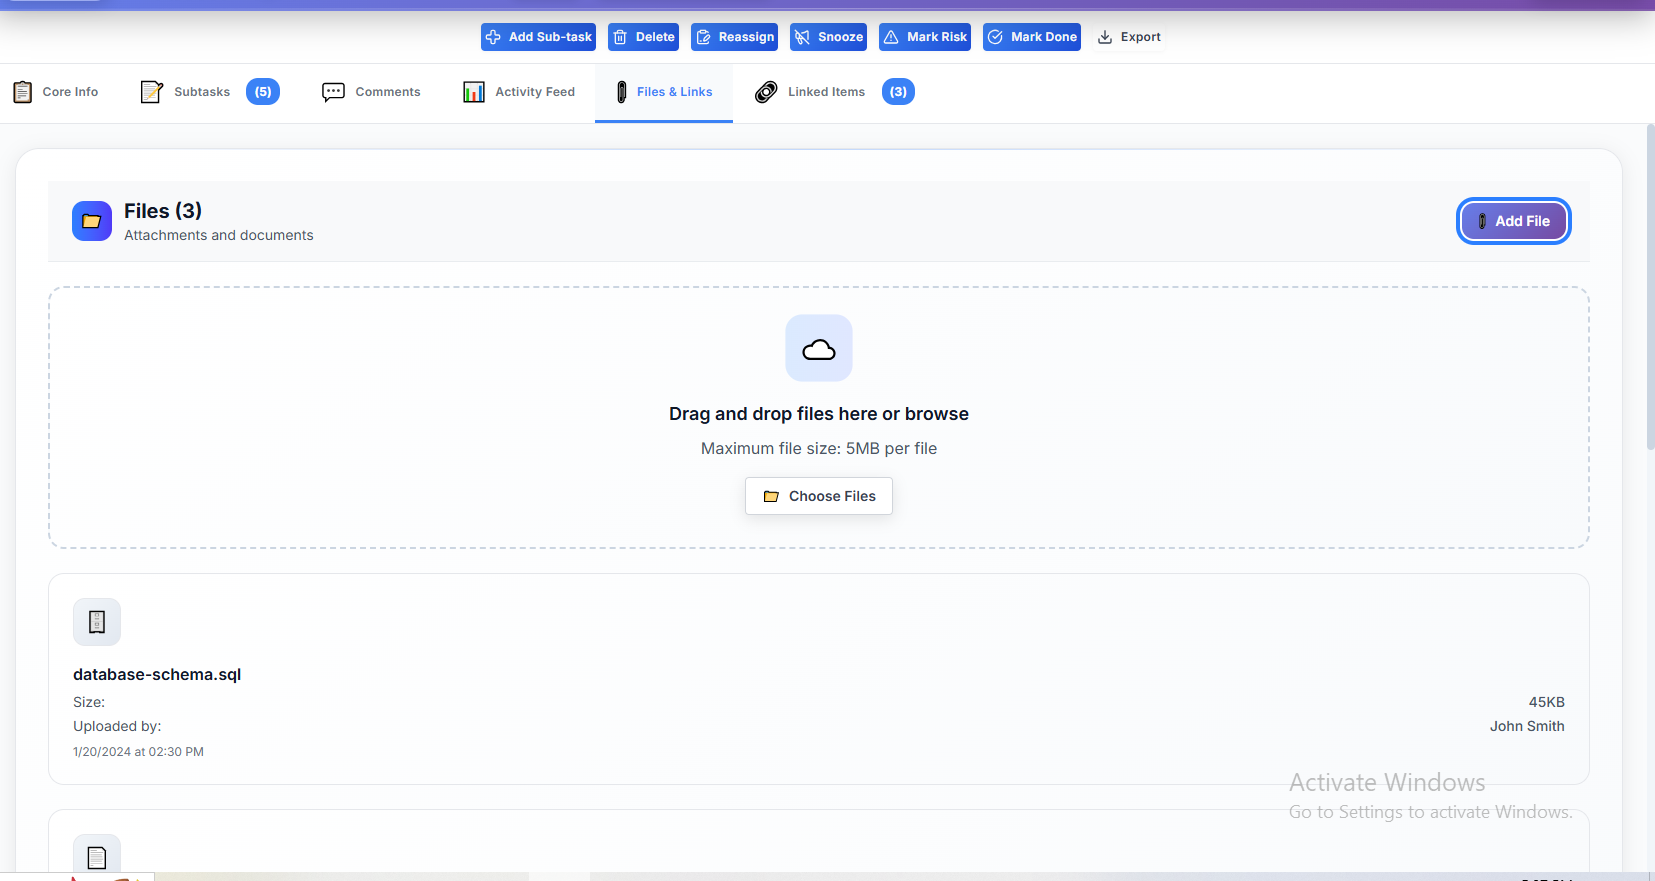 Add Sub-task Delete Reassign Snooze Mark Risk Mark Done Export
Core Info Subtasks (5) Comments Activity Feed Files & Links Linked Items (3)
Files (3)
Attachments and documents
Add File
Drag and drop files here or browse
Maximum file size: 5MB per file
Choose Files
database-schema.sql
Size: 45KB
Uploaded by: John Smith
1/20/2024 at 02:30 PM
Activate Windows
Go to Settings to activate Windows.